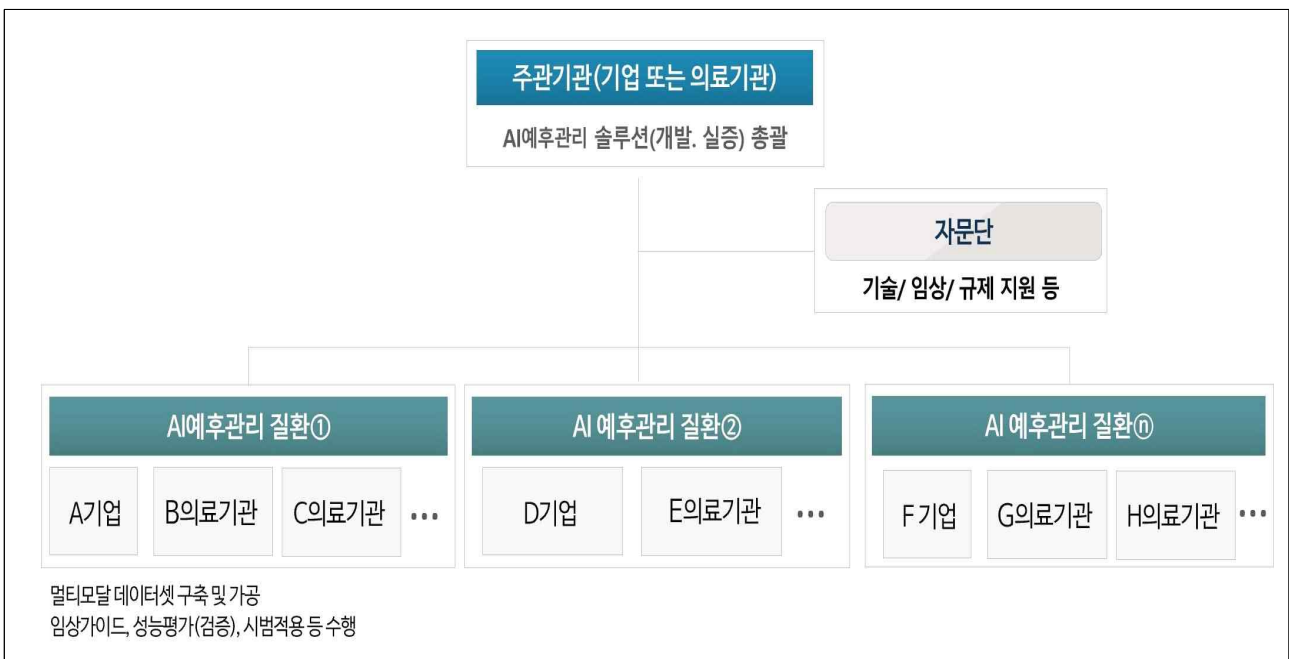 주관기관(기업 또는 의료기관)
AI예후관리 솔루션(개발. 실증) 총괄
자문단
기술/ 임상/ 규제 지원 등
AI예후관리 질환①
A기업 B의료기관 C의료기관 …
AI 예후관리 질환②
D기업 E의료기관 …
AI 예후관리 질환ⓝ
F 기업 G의료기관 H의료기관 …
멀티모달 데이터셋 구축 및 가공
임상가이드, 성능평가(검증), 시범적용 등 수행